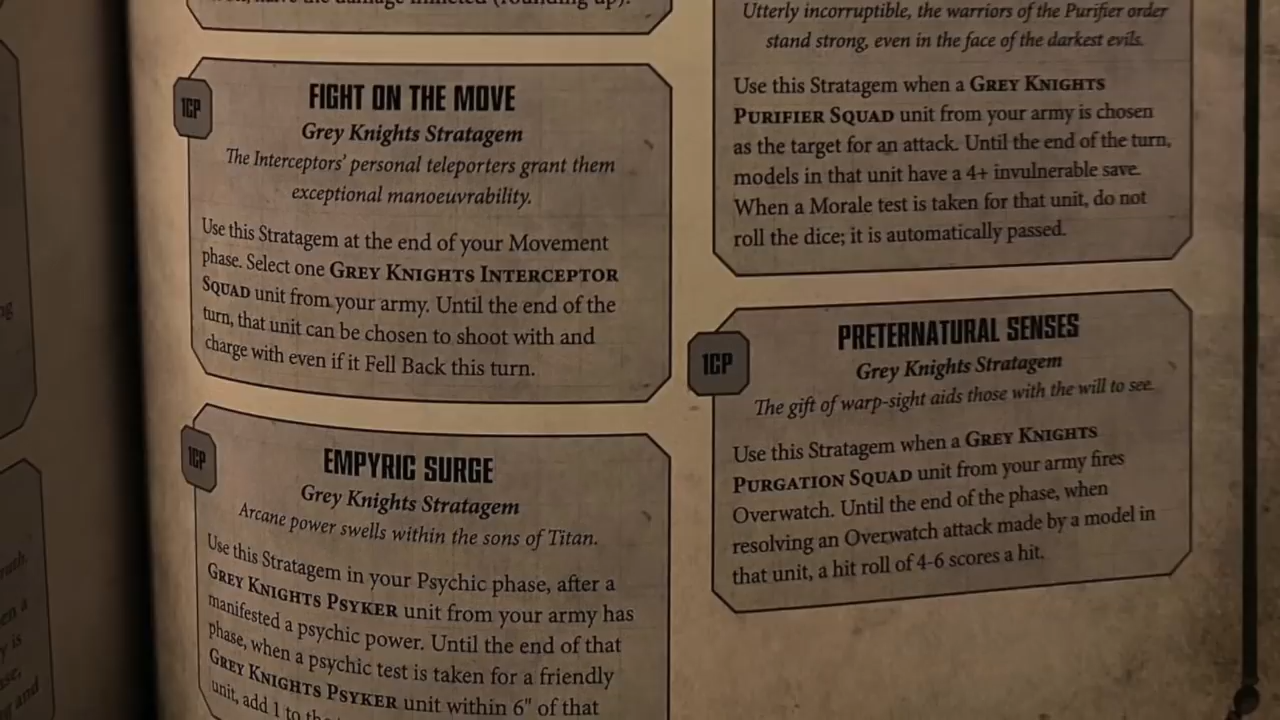 1CP
FIGHT ON THE MOVE
Grey Knights Stratagem
The Interceptors' personal teleporters grant them
exceptional manoeuvrability.
Use this Stratagem at the end of your Movement
phase. Select one GREY KNIGHTS INTERCEPTOR
SQUAD unit from your army. Until the end of the
turn, that unit can be chosen to shoot with and
charge with even if it Fell Back this turn.
1CP
EMPYRIC SURGE
Grey Knights Stratagem
Arcane power swells within the sons of Titan.
Use this Stratagem in your Psychic phase, after a
GREY KNIGHTS PSYKER unit from your army has
manifested a psychic power. Until the end of that
phase, when a psychic test is taken for a friendly
GREY KNIGHTS PSYKER unit within 6" of that
unit, add 1 to the
Utterly incorruptible, the warriors of the Purifier order
stand strong, even in the face of the darkest evils.
Use this Stratagem when a GREY KNIGHTS
PURIFIER SQUAD unit from your army is chosen
as the target for an attack. Until the end of the turn,
models in that unit have a 4+ invulnerable save.
When a Morale test is taken for that unit, do not
roll the dice; it is automatically passed.
1CP
PRETERNATURAL SENSES
Grey Knights Stratagem
The gift of warp-sight aids those with the will to see.
Use this Stratagem when a GREY KNIGHTS
PURGATION SQUAD unit from your army fires
Overwatch. Until the end of the phase, when
resolving an Overwatch attack made by a model in
that unit, a hit roll of 4-6 scores a hit.